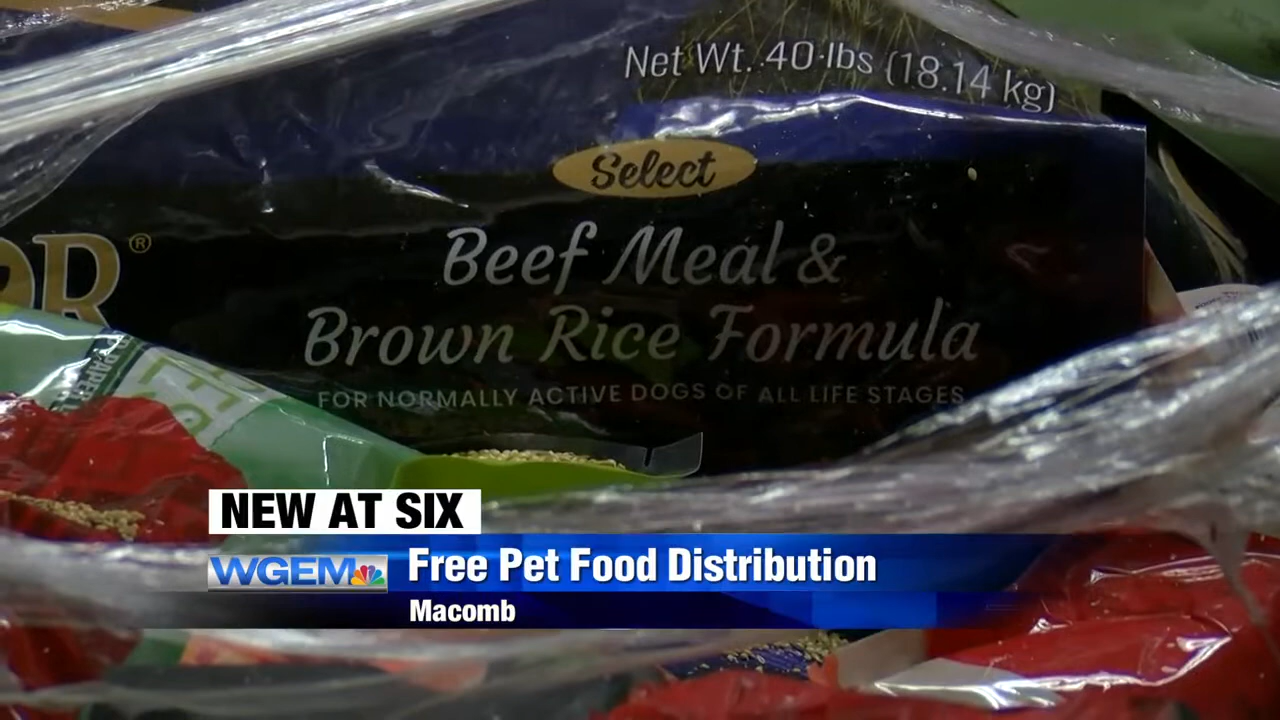 Net Wt. 40-lbs (18.14 kg)
Select
OR®
Beef Meal &
Brown Rice Formula
FOR NORMALLY ACTIVE DOGS OF ALL LIFE STAGES
NEW AT SIX
WGEM
Free Pet Food Distribution
Macomb